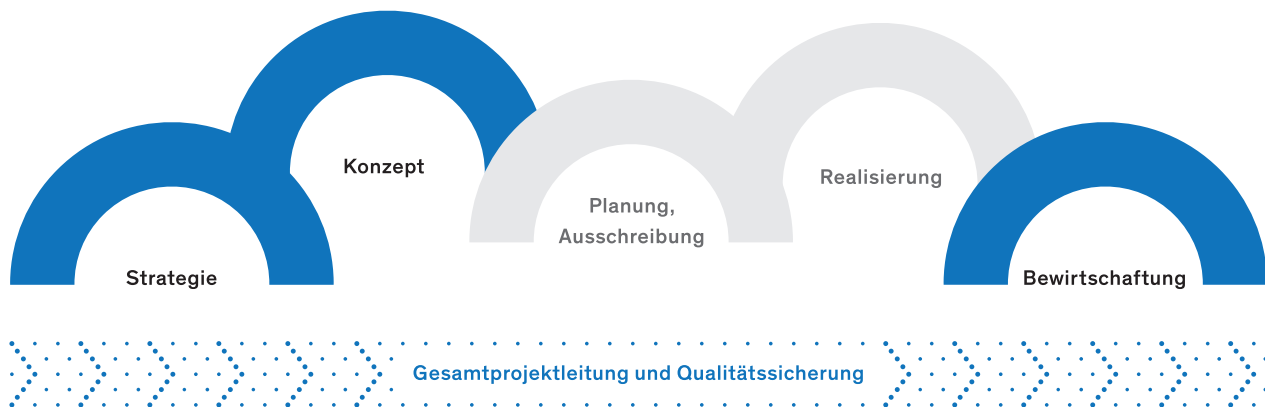 Strategie
Konzept
Planung,
Ausschreibung
Realisierung
Bewirtschaftung
Gesamtprojektleitung und Qualitätssicherung